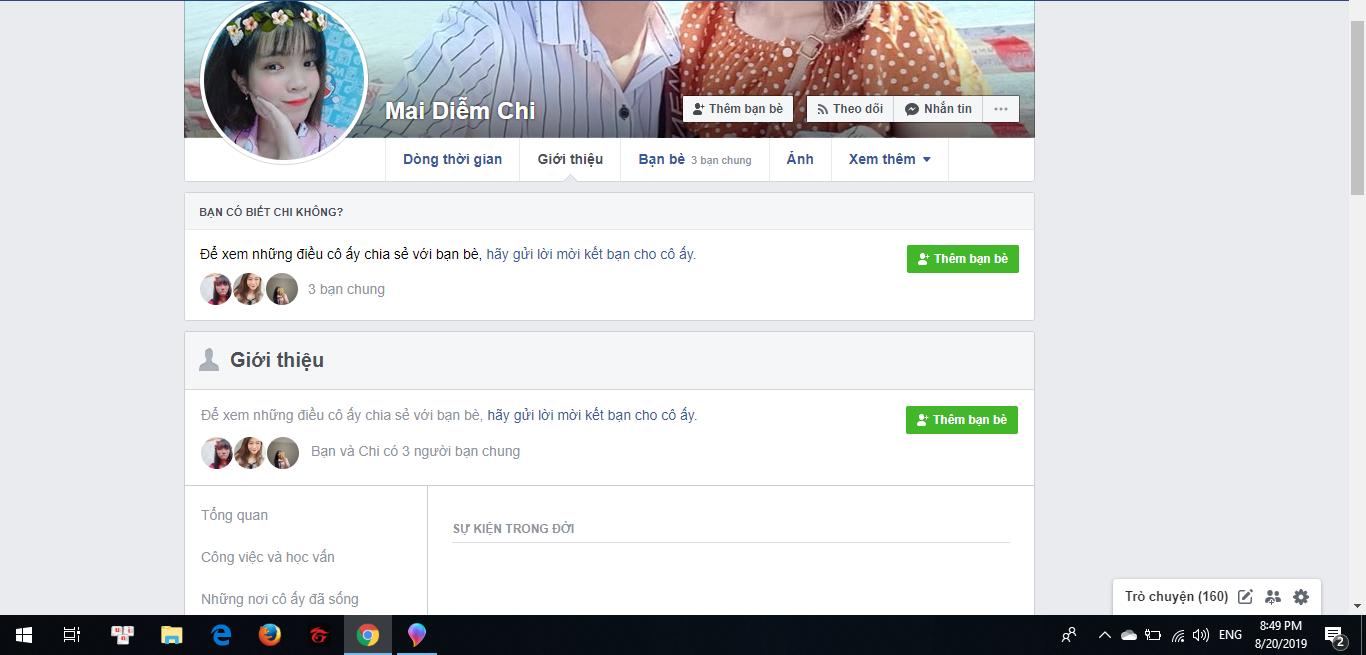 Mai Diễm Chi
Thêm bạn bè
Theo dõi
Nhắn tin
Dòng thời gian
Giới thiệu
Bạn bè 3 bạn chung
Ảnh
Xem thêm
BẠN CÓ BIẾT CHI KHÔNG?
Để xem những điều cô ấy chia sẻ với bạn bè, hãy gửi lời mời kết bạn cho cô ấy.
Thêm bạn bè
3 bạn chung
Giới thiệu
Để xem những điều cô ấy chia sẻ với bạn bè, hãy gửi lời mời kết bạn cho cô ấy.
Thêm bạn bè
Bạn và Chi có 3 người bạn chung
Tổng quan
SỰ KIỆN TRONG ĐỜI
Công việc và học vấn
Những nơi cô ấy đã sống
Trò chuyện (160)
ENG
8:49 PM
8/20/2019
2